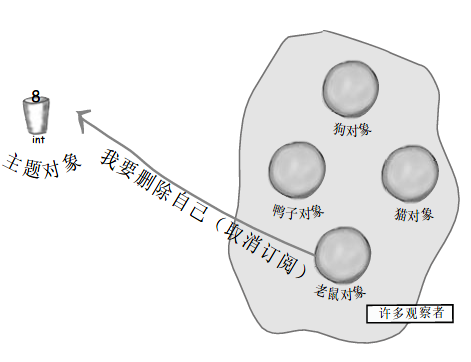 8
int
主题对象
我要删除自己（取消订阅）
狗对象
鸭子对象
猫对象
老鼠对象
许多观察者